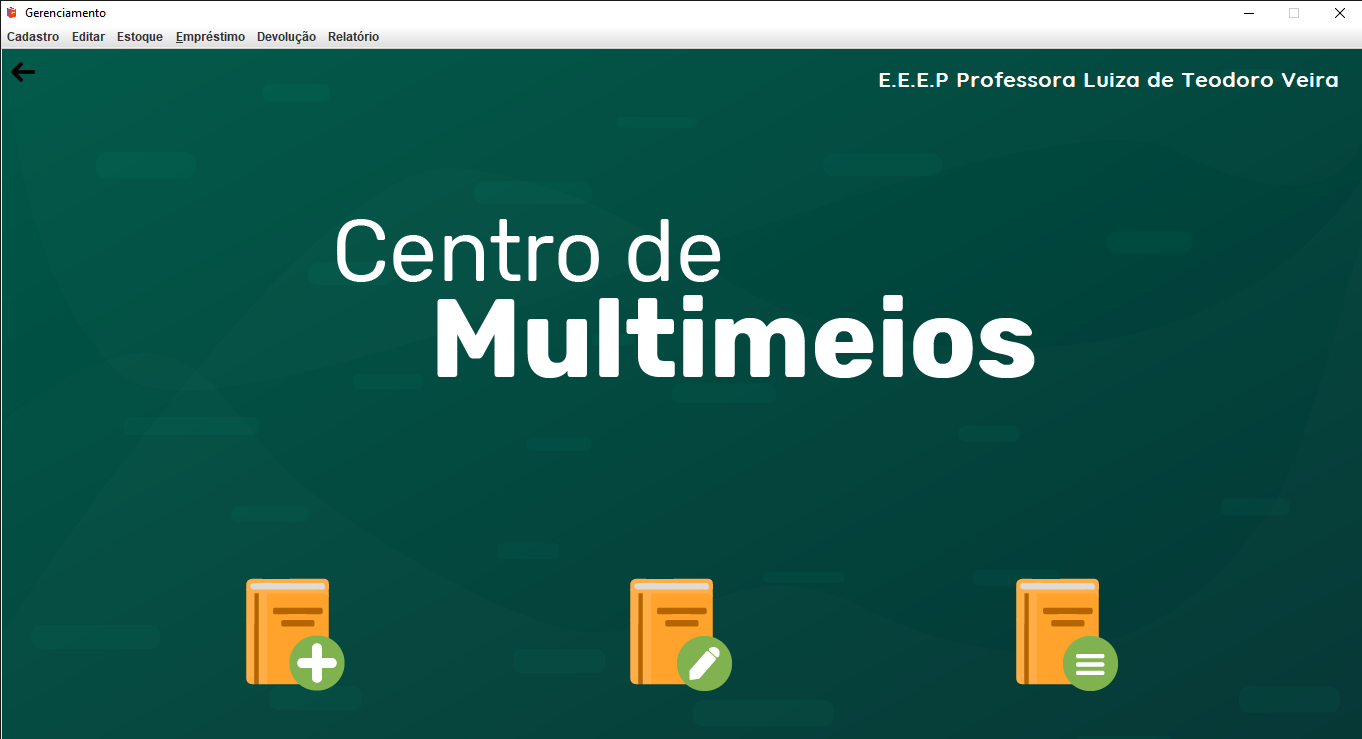 Gerenciamento
Cadastro Editar Estoque Empréstimo Devolução Relatório
E.E.E.P Professora Luiza de Teodoro Veira
Centro de
Multimeios